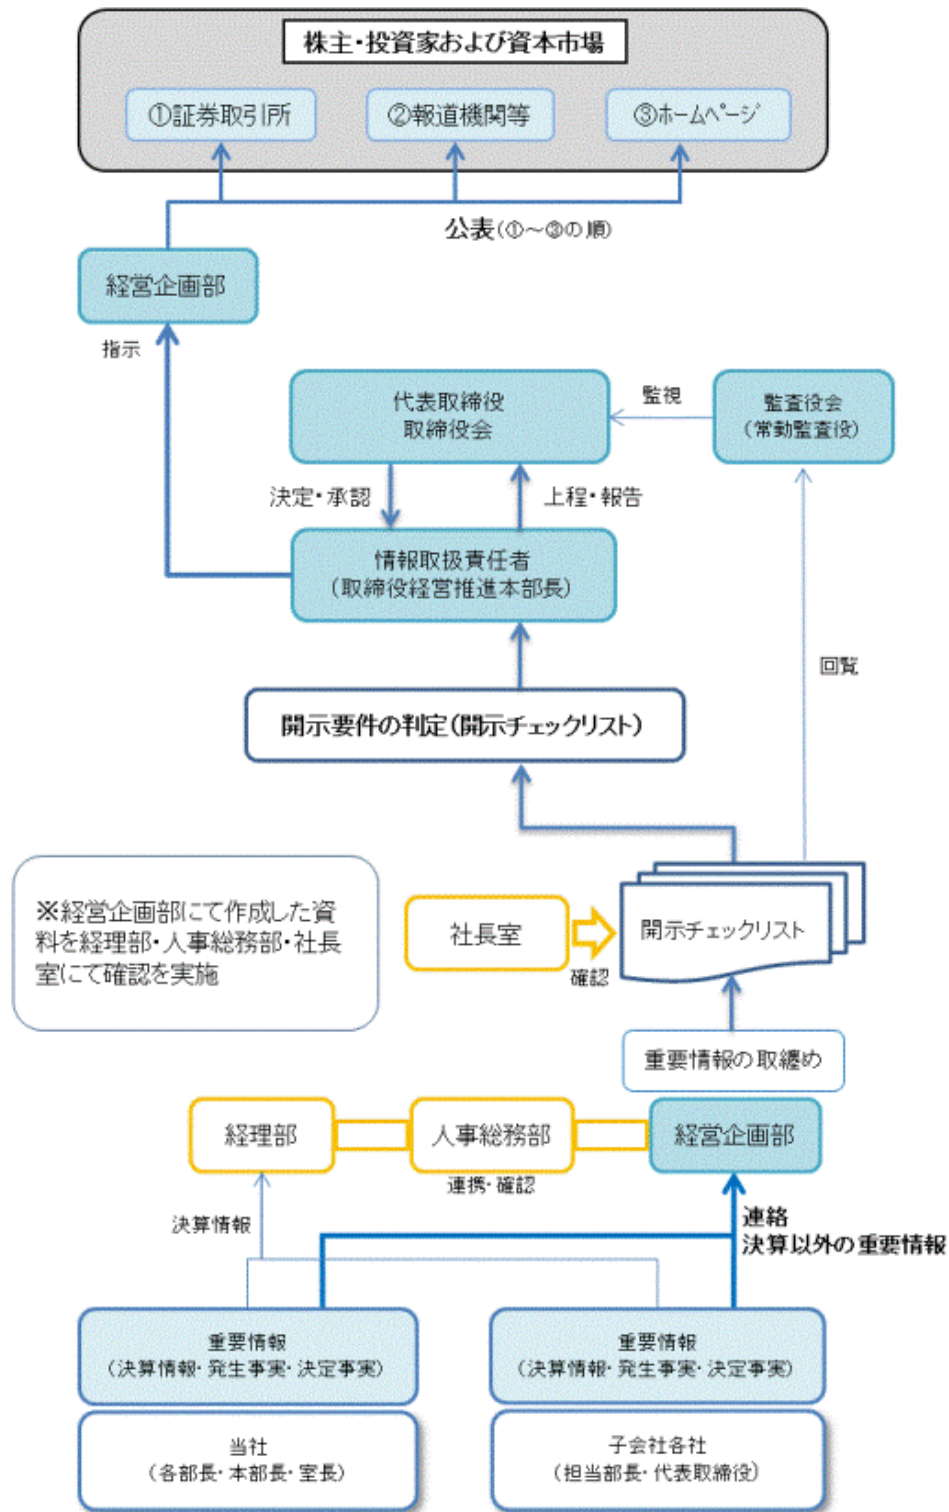 株主・投資家および資本市場
①証券取引所
②報道機関等
③ホームページ
公表(①～③の順)
経営企画部
指示
代表取締役
取締役会
監視
監査役会
(常勤監査役)
決定・承認
上程・報告
情報取扱責任者
(取締役経営推進本部長)
回覧
開示要件の判定(開示チェックリスト)
※経営企画部にて作成した資
料を経理部・人事総務部・社長
室にて確認を実施
社長室
確認
開示チェックリスト
重要情報の取纏め
経理部
人事総務部
経営企画部
連携・確認
決算情報
連絡
決算以外の重要情報
重要情報
(決算情報・発生事実・決定事実)
重要情報
(決算情報・発生事実・決定事実)
当社
(各部長・本部長・室長)
子会社各社
(担当部長・代表取締役)